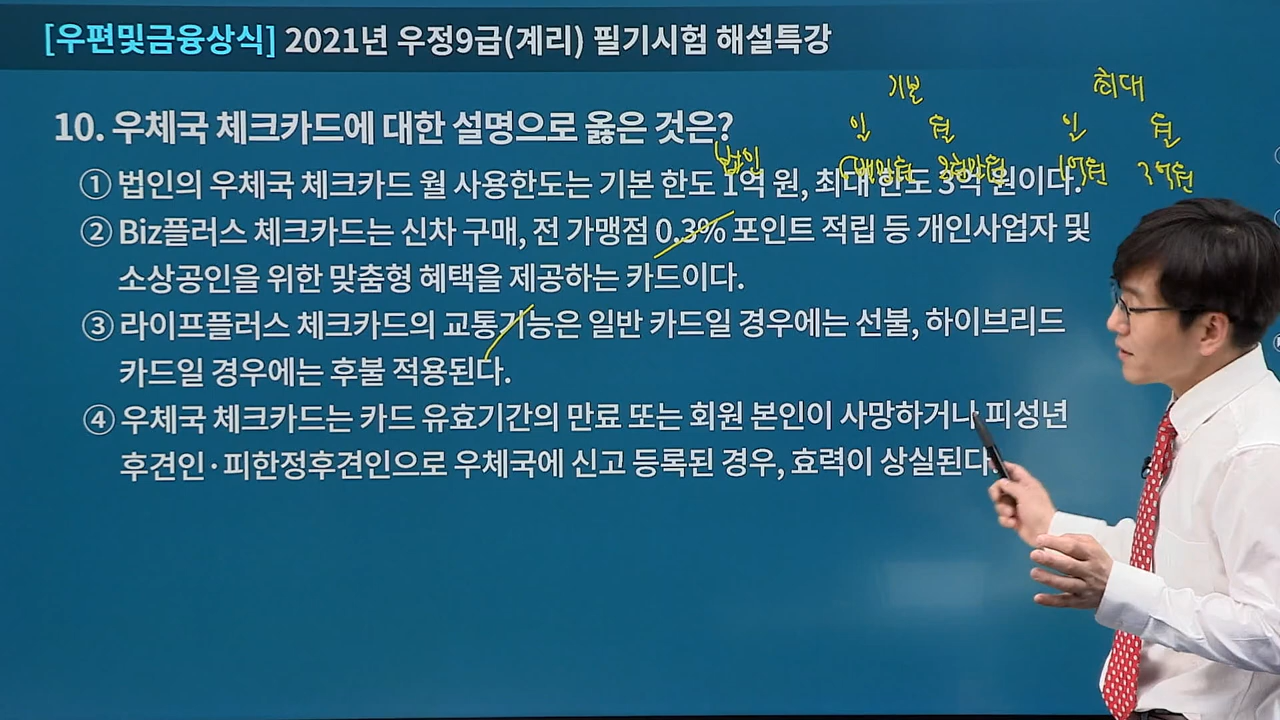 [우편및금융상식] 2021년 우정9급(계리) 필기시험 해설특강
기본 최대
일 월 일 월
10. 우체국 체크카드에 대한 설명으로 옳은 것은?
법인 1억원 3억원
① 법인의 우체국 체크카드 월 사용한도는 기본 한도 1억 원, 최대 한도 3억 원이다.
② Biz플러스 체크카드는 신차 구매, 전 가맹점 0.3% 포인트 적립 등 개인사업자 및
소상공인을 위한 맞춤형 혜택을 제공하는 카드이다.
③ 라이프플러스 체크카드의 교통기능은 일반 카드일 경우에는 선불, 하이브리드
카드일 경우에는 후불 적용된다.
④ 우체국 체크카드는 카드 유효기간의 만료 또는 회원 본인이 사망하거나 피성년
후견인·피한정후견인으로 우체국에 신고 등록된 경우, 효력이 상실된다